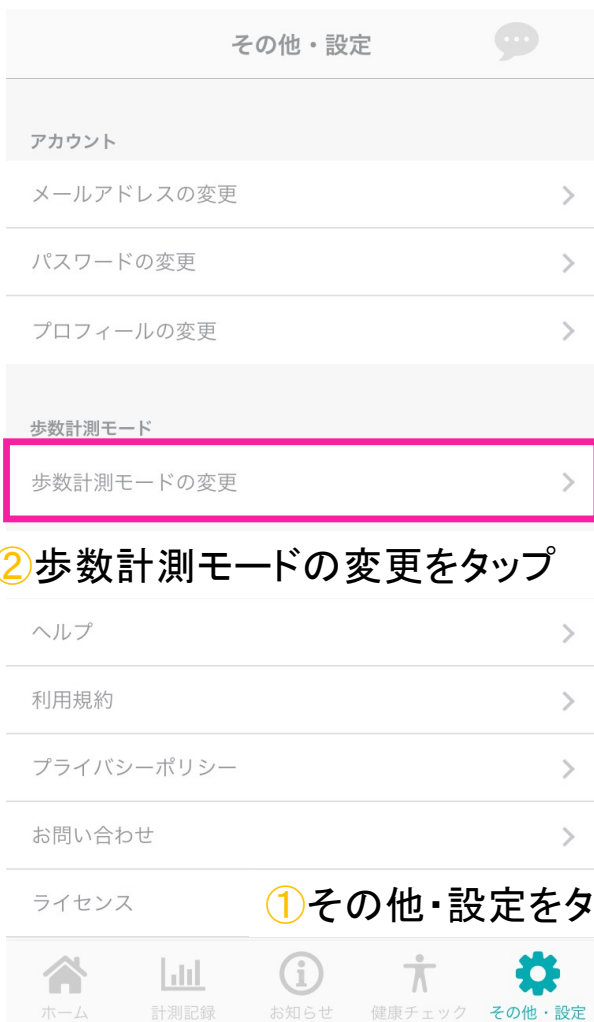 その他・設定
アカウント
メールアドレスの変更
パスワードの変更
プロフィールの変更
歩数計測モード
歩数計測モードの変更
②歩数計測モードの変更をタップ
ヘルプ
利用規約
プライバシーポリシー
お問い合わせ
ライセンス
①その他・設定をタ
ホーム 計測記録 お知らせ 健康チェック その他・設定